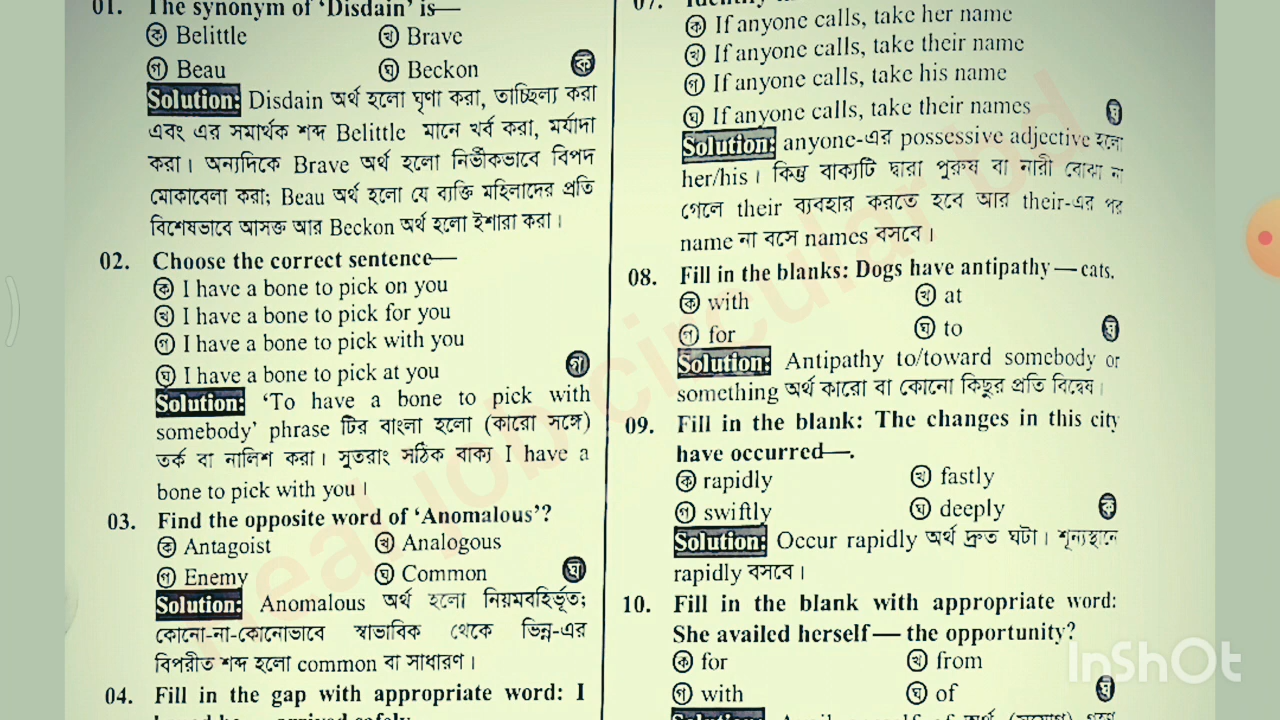 01. The synonym of ‘Disdain’ is—
ক Belittle খ Brave
গ Beau ঘ Beckon ক
Solution: Disdain অর্থ হলো ঘৃণা করা, তাচ্ছিল্য করা
এবং এর সমার্থক শব্দ Belittle মানে খর্ব করা, মর্যাদা
করা। অন্যদিকে Brave অর্থ হলো নির্ভীকভাবে বিপদ
মোকাবেলা করা; Beau অর্থ হলো যে ব্যক্তি মহিলাদের প্রতি
বিশেষভাবে আসক্ত আর Beckon অর্থ হলো ইশারা করা।
02. Choose the correct sentence—
ক I have a bone to pick on you
খ I have a bone to pick for you
গ I have a bone to pick with you
ঘ I have a bone to pick at you গ
Solution: ‘To have a bone to pick with
somebody’ phrase টির বাংলা হলো (কারো সঙ্গে)
তর্ক বা নালিশ করা। সুতরাং সঠিক বাক্য I have a
bone to pick with you।
03. Find the opposite word of ‘Anomalous’?
ক Antagoist খ Analogous
গ Enemy ঘ Common ঘ
Solution: Anomalous অর্থ হলো নিয়মবহির্ভূত;
কোনো-না-কোনোভাবে স্বাভাবিক থেকে ভিন্ন-এর
বিপরীত শব্দ হলো common বা সাধারণ।
04. Fill in the gap with appropriate word: I
arrived safely
07. Identify
ক If anyone calls, take her name
খ If anyone calls, take their name
গ If anyone calls, take his name
ঘ If anyone calls, take their names ঘ
Solution: anyone-এর possessive adjective হলো
her/his। কিন্তু বাক্যটি দ্বারা পুরুষ বা নারী বোঝা না
গেলে their ব্যবহার করতে হবে আর their-এর পর
name না বসে names বসবে।
08. Fill in the blanks: Dogs have antipathy — cats.
ক with খ at
গ for ঘ to ঘ
Solution: Antipathy to/toward somebody or
something অর্থ কারো বা কোনো কিছুর প্রতি বিদ্বেষ।
09. Fill in the blank: The changes in this city
have occurred—.
ক rapidly খ fastly
গ swiftly ঘ deeply ক
Solution: Occur rapidly অর্থ দ্রুত ঘটা। শূন্যস্থানে
rapidly বসবে।
10. Fill in the blank with appropriate word:
She availed herself— the opportunity?
ক for খ from
গ with ঘ of ঘ
Solution:
real job circular bd
InShOt